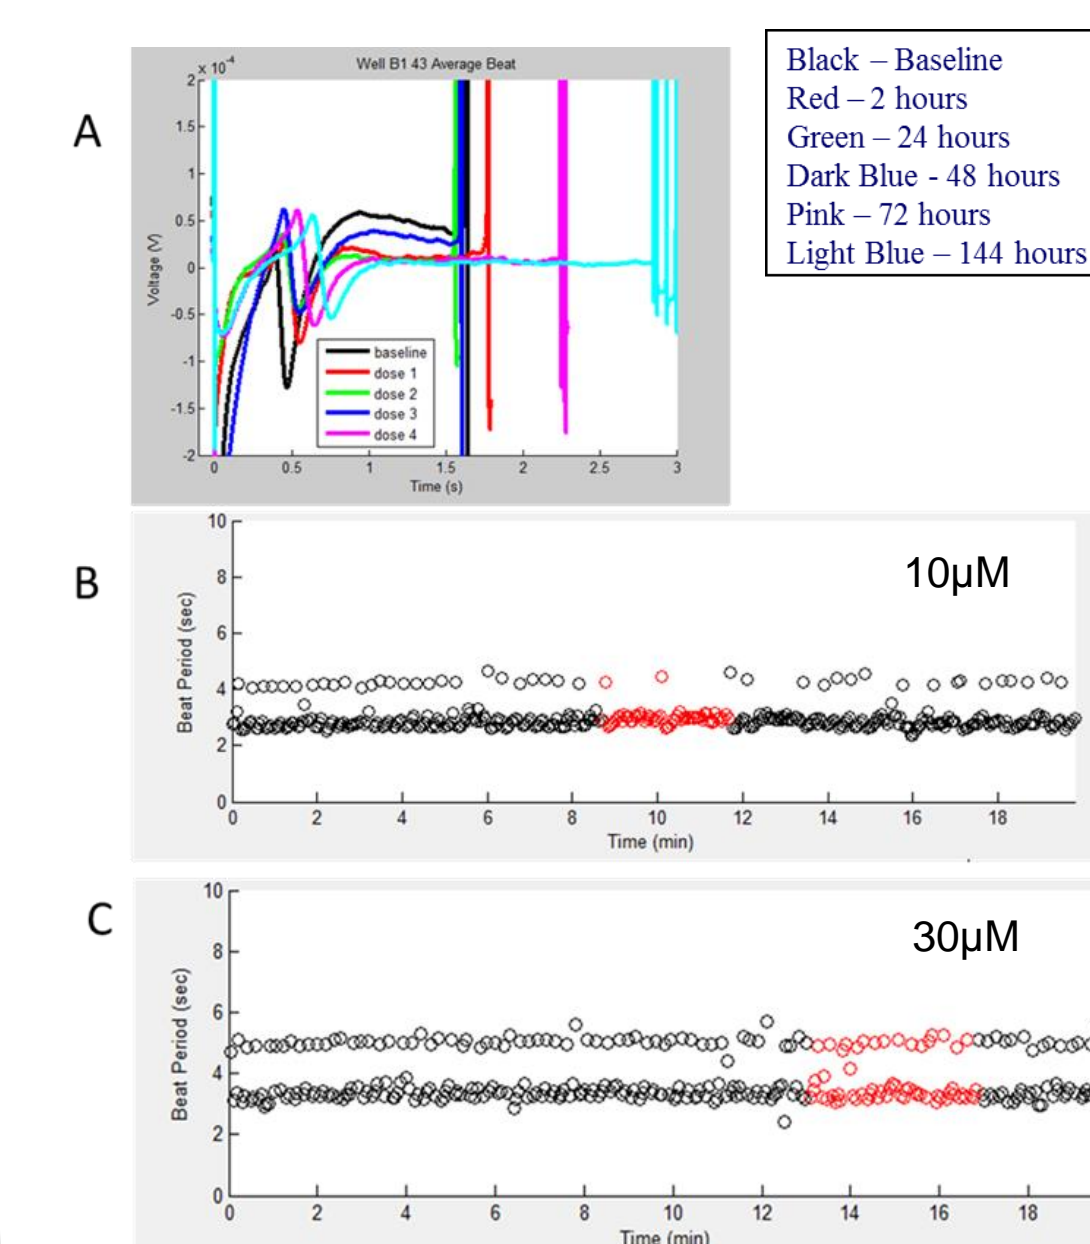 A
Well B1 43 Average Beat
x 10⁻⁴
2
1.5
1
0.5
0
-0.5
-1
-1.5
-2
Voltage (V)
baseline
dose 1
dose 2
dose 3
dose 4
0 0.5 1 1.5 2 2.5 3
Time (s)
Black – Baseline
Red – 2 hours
Green – 24 hours
Dark Blue - 48 hours
Pink – 72 hours
Light Blue – 144 hours
B
10µM
10
8
6
4
2
0
Beat Period (sec)
0 2 4 6 8 10 12 14 16 18
Time (min)
C
30µM
10
8
6
4
2
0
Beat Period (sec)
0 2 4 6 8 10 12 14 16 18
Time (min)